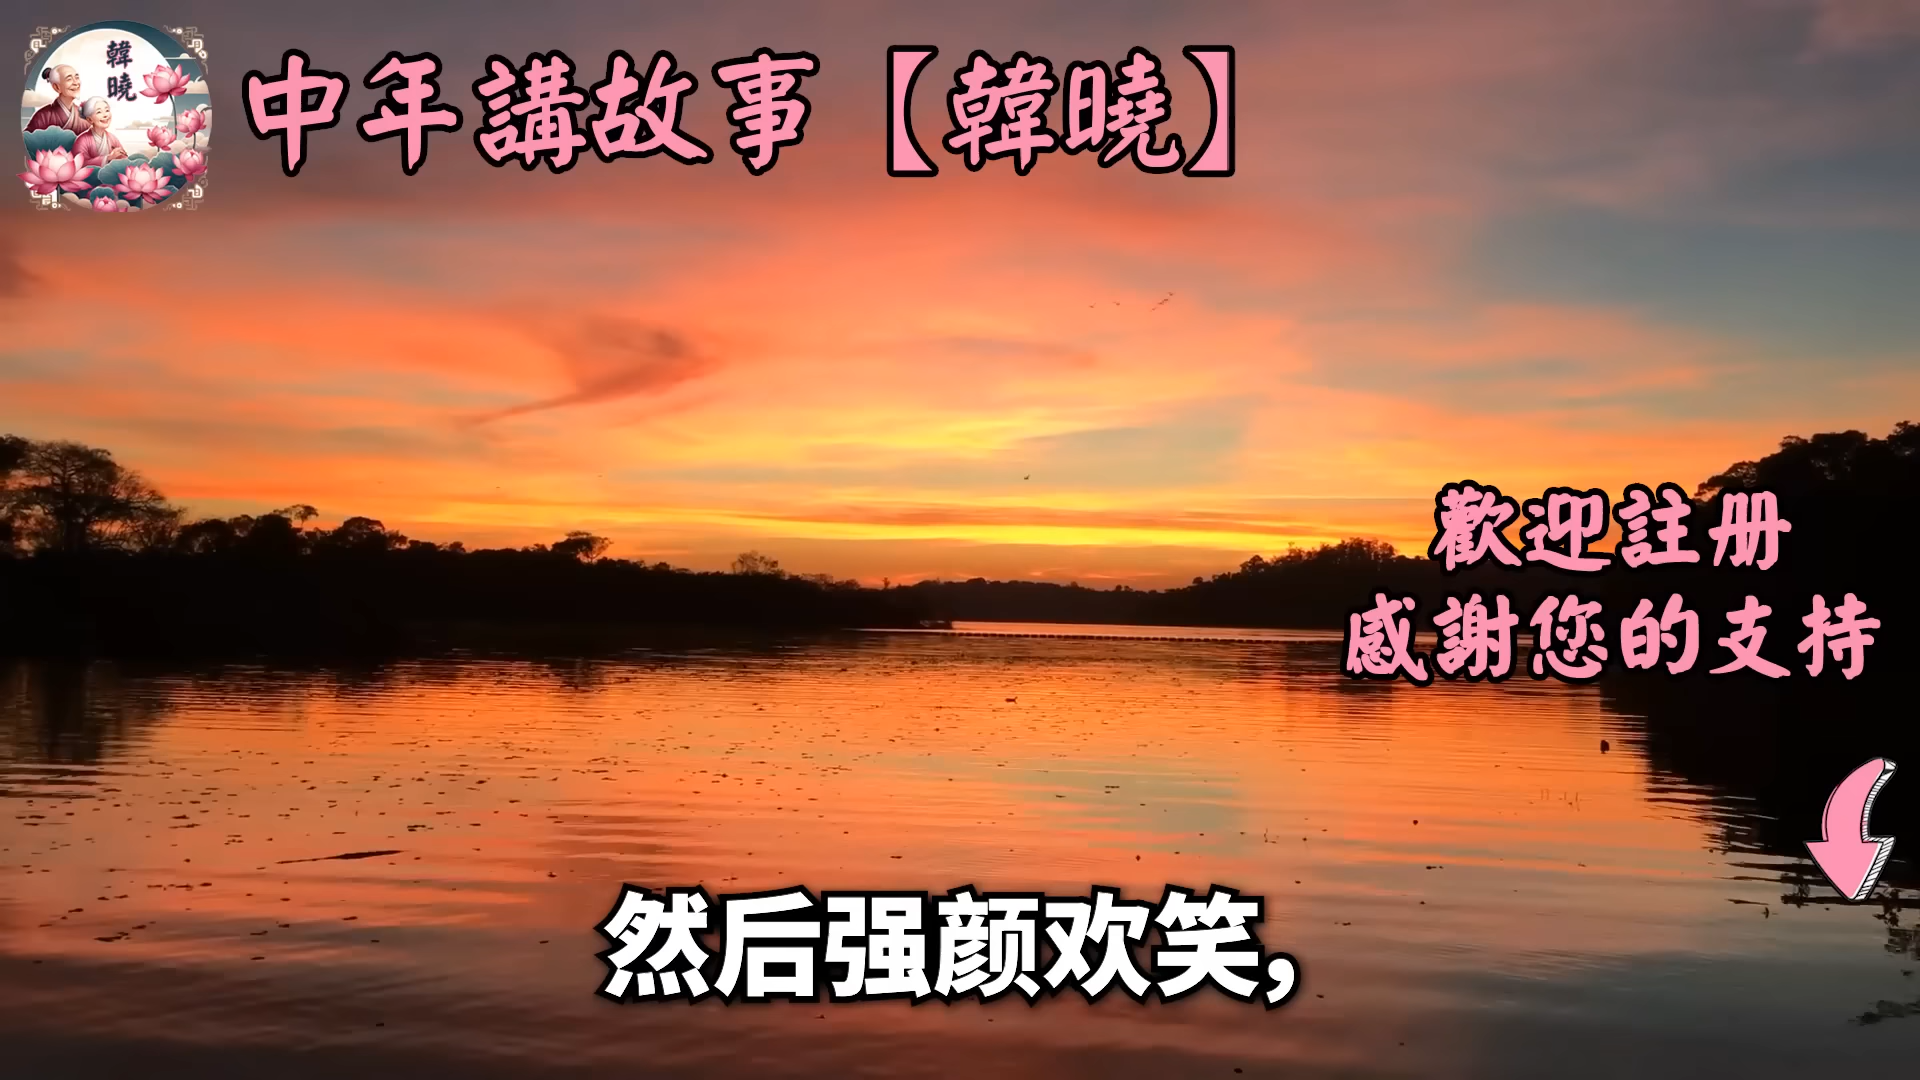 韓
曉
中年講故事【韓曉】
歡迎註册
感謝您的支持
然后强颜欢笑,